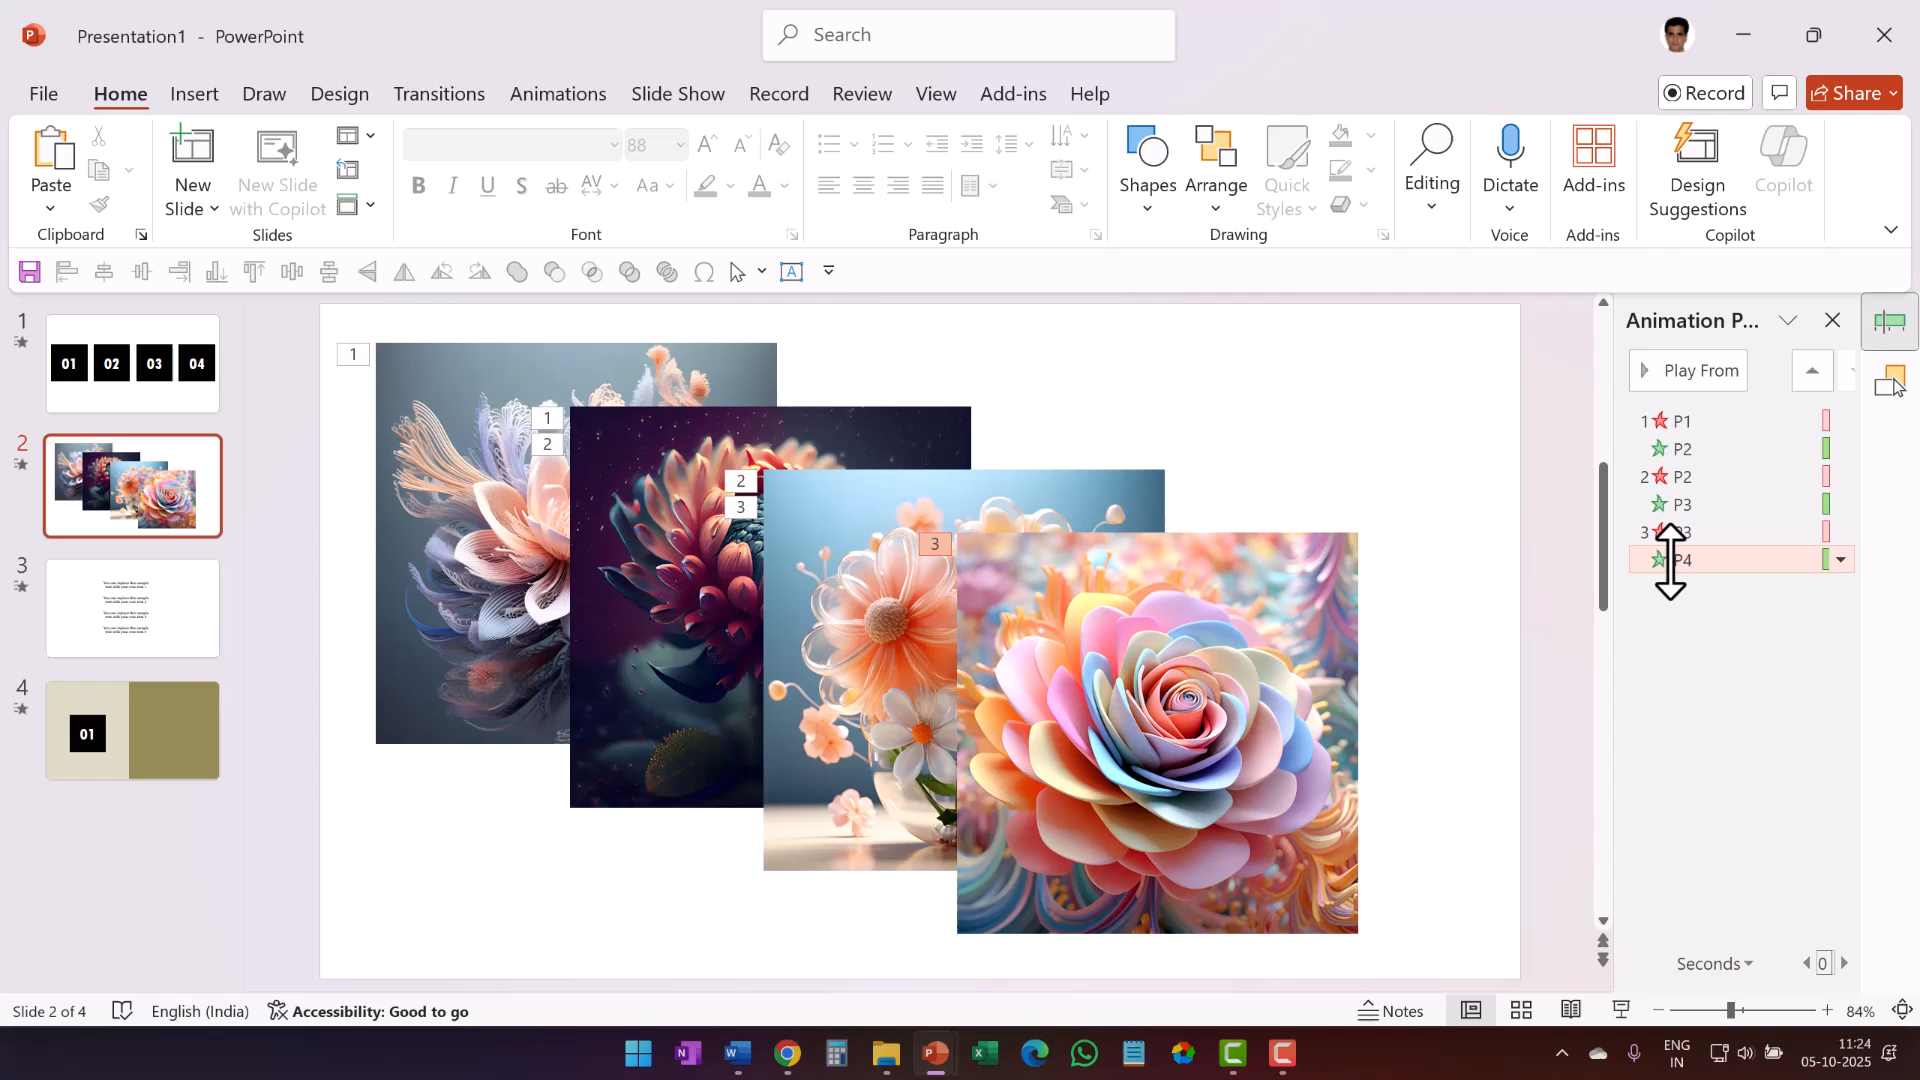 Presentation1 - PowerPoint
Search
File Home Insert Draw Design Transitions Animations Slide Show Record Review View Add-ins Help
Record
Share
Paste
New
Slide
New Slide
with Copilot
88
B I U S ab AV Aa A
Shapes
Arrange
Quick
Styles
Editing
Dictate
Add-ins
Design
Suggestions
Copilot
Clipboard
Slides
Font
Paragraph
Drawing
Voice
Add-ins
Copilot
1
01 02 03 04
2
3
4
01
1
1
2
2
3
3
Animation P...
Play From
1 P1
P2
2 P2
P3
3
P4
Seconds
0
Slide 2 of 4
English (India)
Accessibility: Good to go
Notes
84%
ENG
IN
11:24
05-10-2025